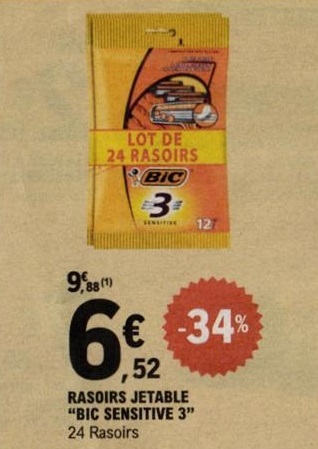 LOT DE
24 RASOIRS
BIC
3
SENSITIVE
12
9,€88 (1)
6€,52
-34%
RASOIRS JETABLE
“BIC SENSITIVE 3”
24 Rasoirs